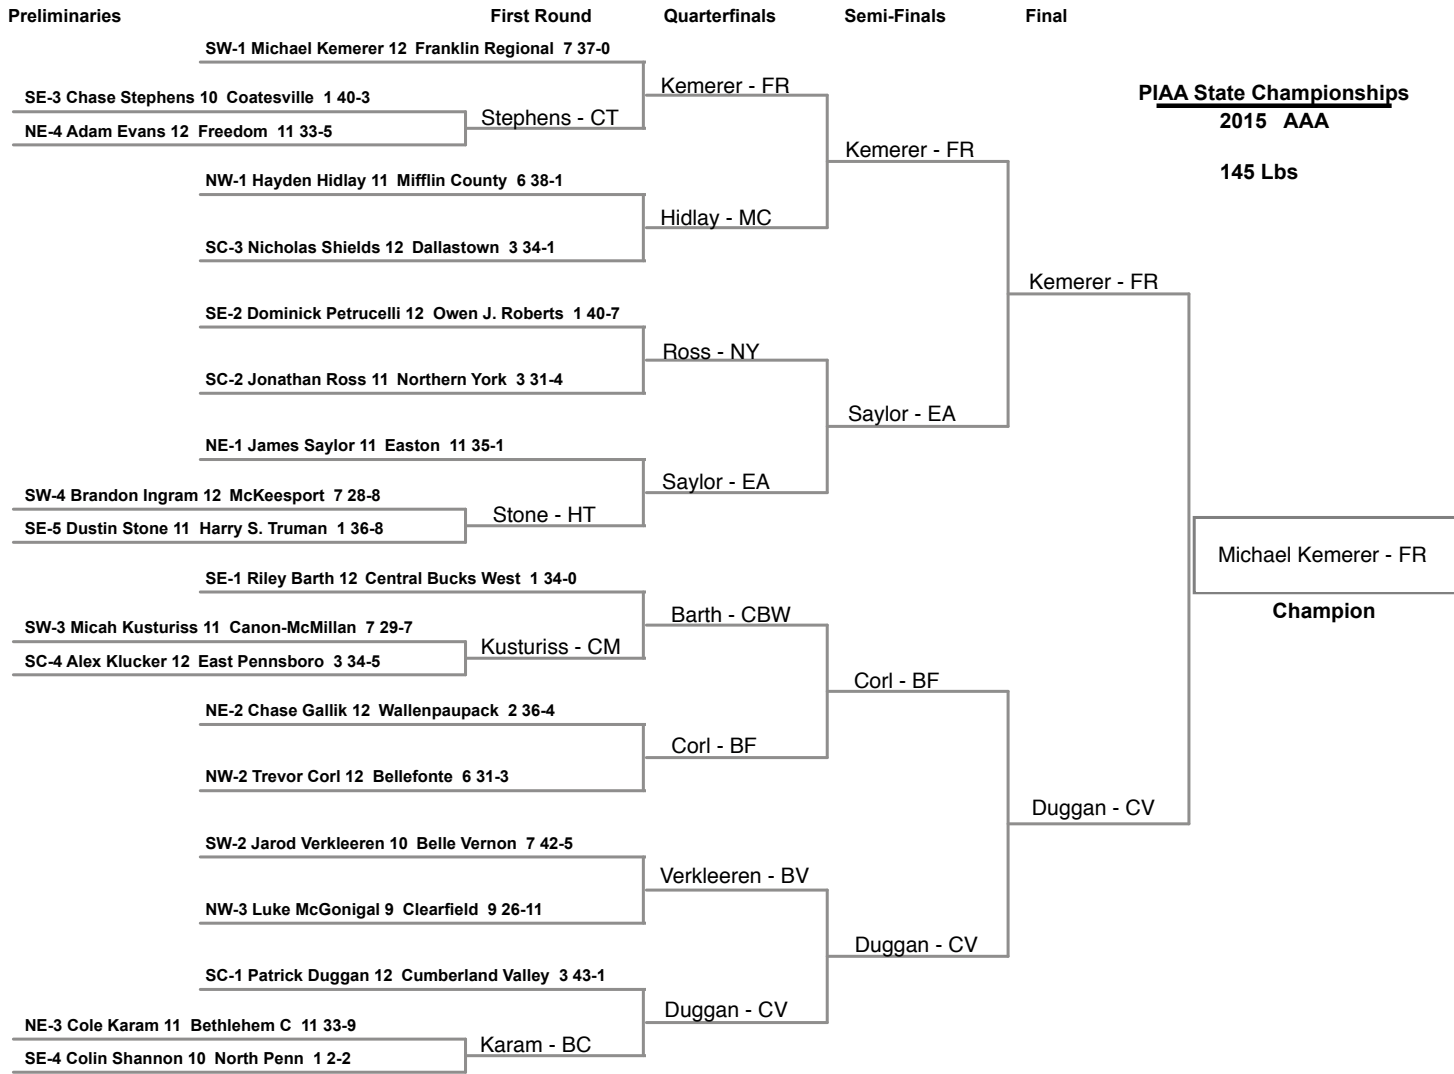 Preliminaries First Round Quarterfinals Semi-Finals Final
SW-1 Michael Kemerer 12 Franklin Regional 7 37-0
Kemerer - FR
SE-3 Chase Stephens 10 Coatesville 1 40-3
PIAA State Championships
Stephens - CT
2015 AAA
NE-4 Adam Evans 12 Freedom 11 33-5
Kemerer - FR
145 Lbs
NW-1 Hayden Hidlay 11 Mifflin County 6 38-1
Hidlay - MC
SC-3 Nicholas Shields 12 Dallastown 3 34-1
Kemerer - FR
SE-2 Dominick Petrucelli 12 Owen J. Roberts 1 40-7
Ross - NY
SC-2 Jonathan Ross 11 Northern York 3 31-4
Saylor - EA
NE-1 James Saylor 11 Easton 11 35-1
Saylor - EA
SW-4 Brandon Ingram 12 McKeesport 7 28-8
Stone - HT
SE-5 Dustin Stone 11 Harry S. Truman 1 36-8
Michael Kemerer - FR
SE-1 Riley Barth 12 Central Bucks West 1 34-0
Champion
Barth - CBW
SW-3 Micah Kusturiss 11 Canon-McMillan 7 29-7
Kusturiss - CM
SC-4 Alex Klucker 12 East Pennsboro 3 34-5
Corl - BF
NE-2 Chase Gallik 12 Wallenpaupack 2 36-4
Corl - BF
NW-2 Trevor Corl 12 Bellefonte 6 31-3
Duggan - CV
SW-2 Jarod Verkleeren 10 Belle Vernon 7 42-5
Verkleeren - BV
NW-3 Luke McGonigal 9 Clearfield 9 26-11
Duggan - CV
SC-1 Patrick Duggan 12 Cumberland Valley 3 43-1
Duggan - CV
NE-3 Cole Karam 11 Bethlehem C 11 33-9
Karam - BC
SE-4 Colin Shannon 10 North Penn 1 2-2